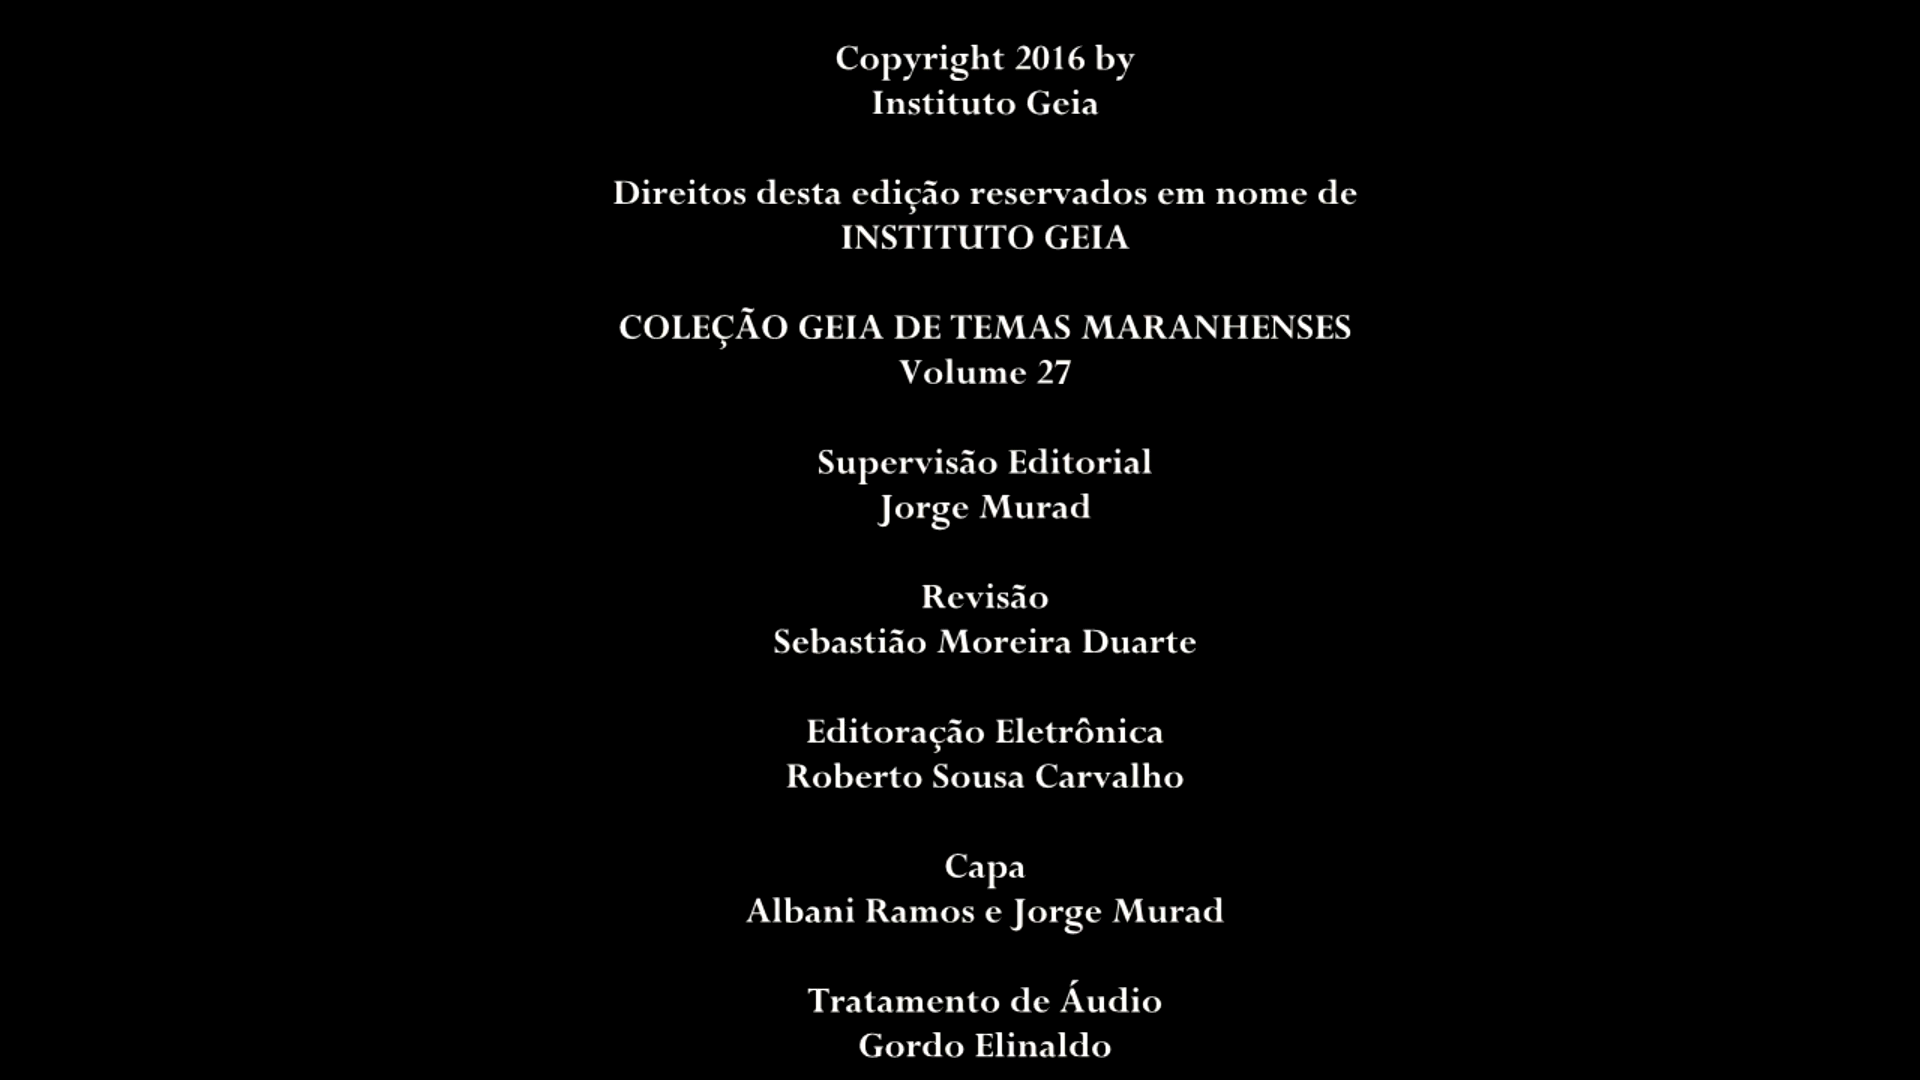 Copyright 2016 by
Instituto Geia
Direitos desta edição reservados em nome de
INSTITUTO GEIA
COLEÇÃO GEIA DE TEMAS MARANHENSES
Volume 27
Supervisão Editorial
Jorge Murad
Revisão
Sebastião Moreira Duarte
Editoração Eletrônica
Roberto Sousa Carvalho
Capa
Albani Ramos e Jorge Murad
Tratamento de Áudio
Gordo Elinaldo